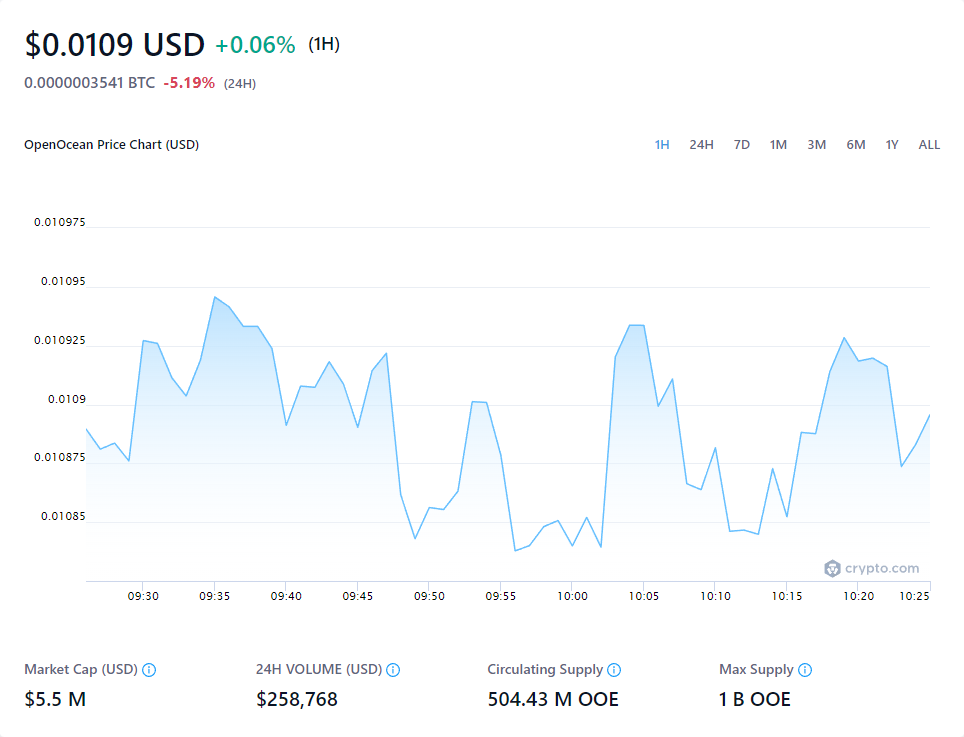 $0.0109 USD +0.06% (1H)
0.0000003541 BTC -5.19% (24H)
OpenOcean Price Chart (USD)
1H 24H 7D 1M 3M 6M 1Y ALL
0.010975
0.01095
0.010925
0.0109
0.010875
0.01085
crypto.com
09:30 09:35 09:40 09:45 09:50 09:55 10:00 10:05 10:10 10:15 10:20 10:25
Market Cap (USD) 24H VOLUME (USD) Circulating Supply Max Supply
$5.5 M $258,768 504.43 M OOE 1 B OOE